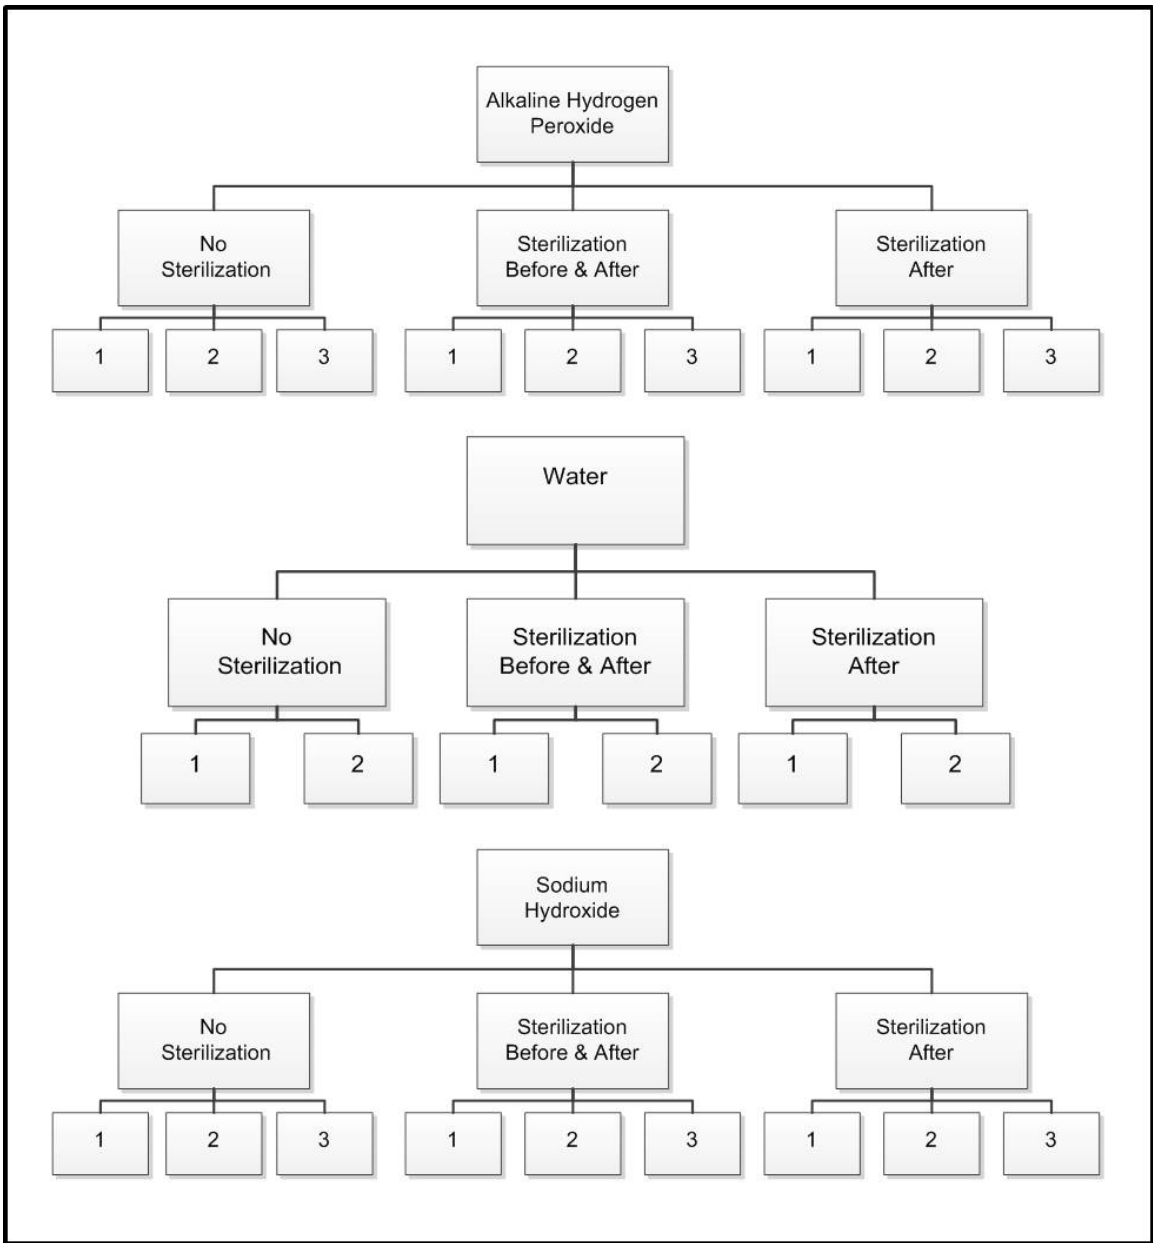 Alkaline Hydrogen
Peroxide
No
Sterilization
Sterilization
Before & After
Sterilization
After
1 2 3 1 2 3 1 2 3
Water
No
Sterilization
Sterilization
Before & After
Sterilization
After
1 2 1 2 1 2
Sodium
Hydroxide
No
Sterilization
Sterilization
Before & After
Sterilization
After
1 2 3 1 2 3 1 2 3